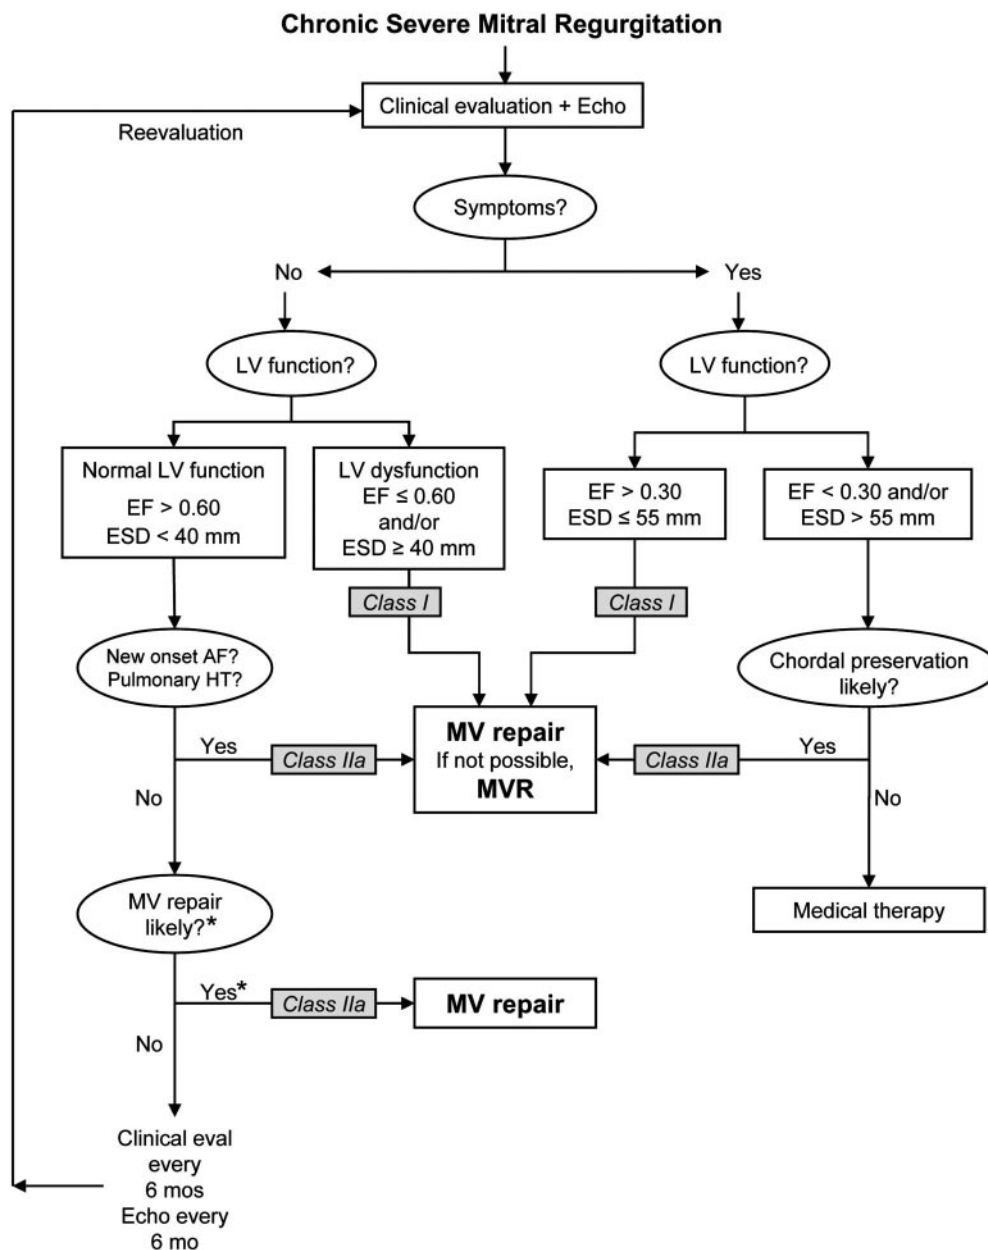 Chronic Severe Mitral Regurgitation
Clinical evaluation + Echo
Reevaluation
Symptoms?
No
Yes
LV function?
LV function?
Normal LV function
EF > 0.60
ESD < 40 mm
LV dysfunction
EF ≤ 0.60
and/or
ESD ≥ 40 mm
EF > 0.30
ESD ≤ 55 mm
EF < 0.30 and/or
ESD > 55 mm
Class I
Class I
New onset AF?
Pulmonary HT?
Chordal preservation
likely?
MV repair
If not possible,
MVR
Yes
Class IIa
Class IIa
Yes
No
No
MV repair
likely?*
Medical therapy
Yes*
Class IIa
MV repair
No
Clinical eval
every
6 mos
Echo every
6 mo